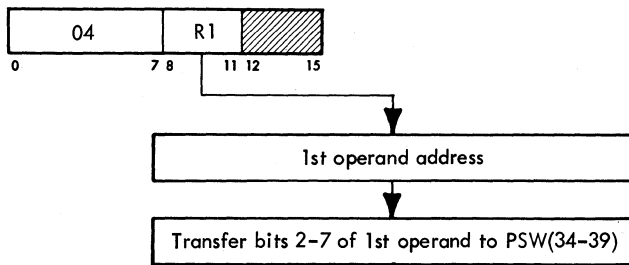 04 R1
0 7 8 11 12 15
1st operand address
Transfer bits 2-7 of 1st operand to PSW(34-39)